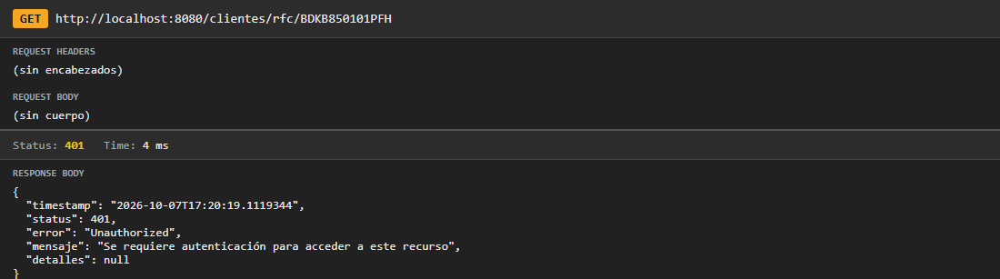 GET http://localhost:8080/clientes/rfc/BDKB850101PFH
REQUEST HEADERS
(sin encabezados)
REQUEST BODY
(sin cuerpo)
Status: 401 Time: 4 ms
RESPONSE BODY
{
  "timestamp": "2026-10-07T17:20:19.1119344",
  "status": 401,
  "error": "Unauthorized",
  "mensaje": "Se requiere autenticación para acceder a este recurso",
  "detalles": null
}